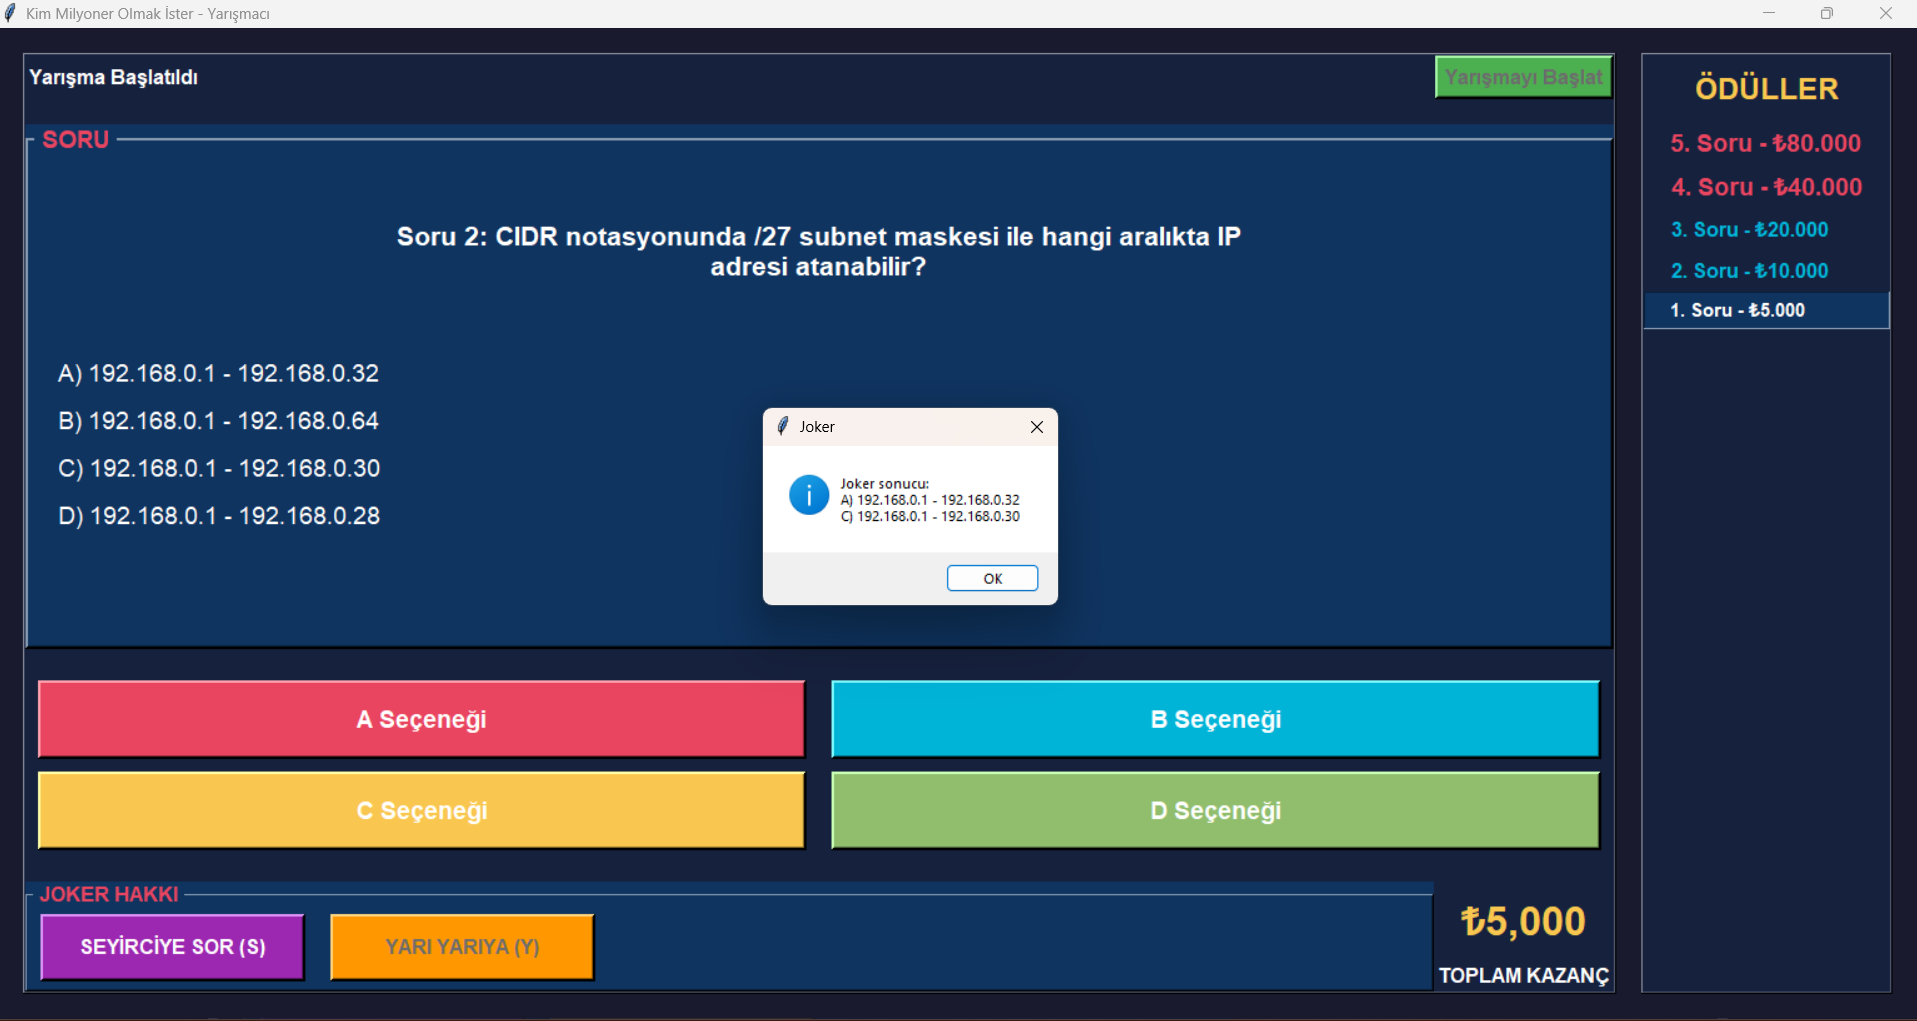 Kim Milyoner Olmak İster - Yarışmacı
Yarışma Başlatıldı
Yarışmayı Başlat
SORU
Soru 2: CIDR notasyonunda /27 subnet maskesi ile hangi aralıkta IP
adresi atanabilir?
A) 192.168.0.1 - 192.168.0.32
B) 192.168.0.1 - 192.168.0.64
C) 192.168.0.1 - 192.168.0.30
D) 192.168.0.1 - 192.168.0.28
Joker
Joker sonucu:
A) 192.168.0.1 - 192.168.0.32
C) 192.168.0.1 - 192.168.0.30
OK
A Seçeneği
B Seçeneği
C Seçeneği
D Seçeneği
JOKER HAKKI
SEYİRCİYE SOR (S)
YARI YARIYA (Y)
₺5,000
TOPLAM KAZANÇ
ÖDÜLLER
5. Soru - ₺80.000
4. Soru - ₺40.000
3. Soru - ₺20.000
2. Soru - ₺10.000
1. Soru - ₺5.000